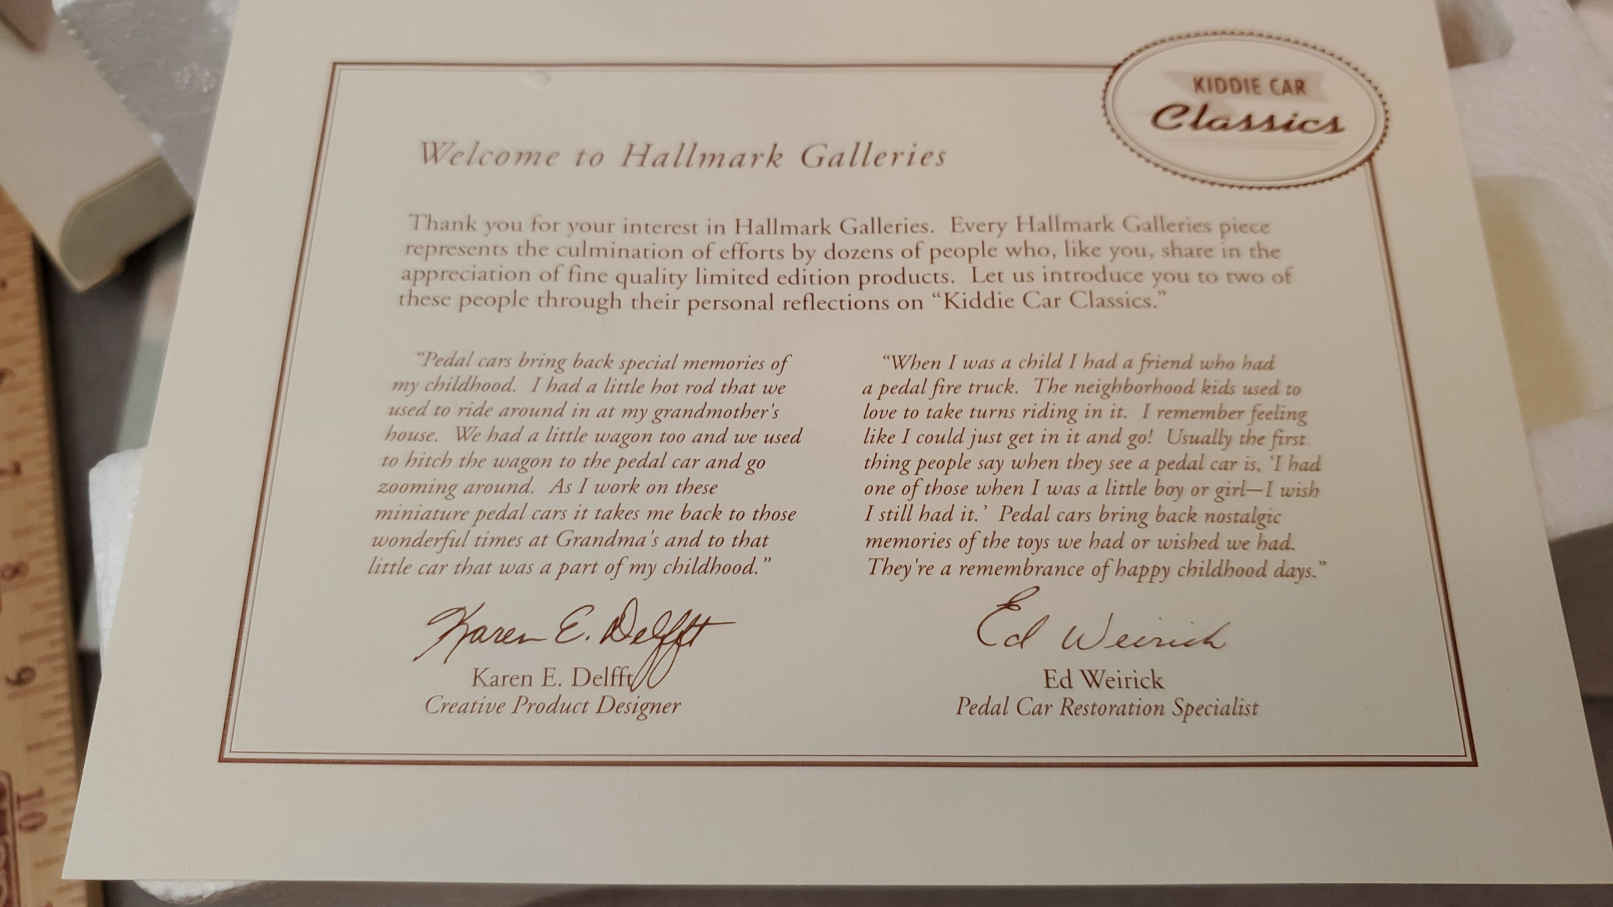 KIDDIE CAR
Classics
Welcome to Hallmark Galleries
Thank you for your interest in Hallmark Galleries. Every Hallmark Galleries piece
represents the culmination of efforts by dozens of people who, like you, share in the
appreciation of fine quality limited edition products. Let us introduce you to two of
these people through their personal reflections on “Kiddie Car Classics.”
“Pedal cars bring back special memories of
my childhood. I had a little hot rod that we
used to ride around in at my grandmother's
house. We had a little wagon too and we used
to hitch the wagon to the pedal car and go
zooming around. As I work on these
miniature pedal cars it takes me back to those
wonderful times at Grandma's and to that
little car that was a part of my childhood.”
Karen E. Delfft
Karen E. Delfft
Creative Product Designer
“When I was a child I had a friend who had
a pedal fire truck. The neighborhood kids used to
love to take turns riding in it. I remember feeling
like I could just get in it and go! Usually the first
thing people say when they see a pedal car is, ‘I had
one of those when I was a little boy or girl—I wish
I still had it.’ Pedal cars bring back nostalgic
memories of the toys we had or wished we had.
They're a remembrance of happy childhood days.”
Ed Weirick
Ed Weirick
Pedal Car Restoration Specialist
7
8
9
10